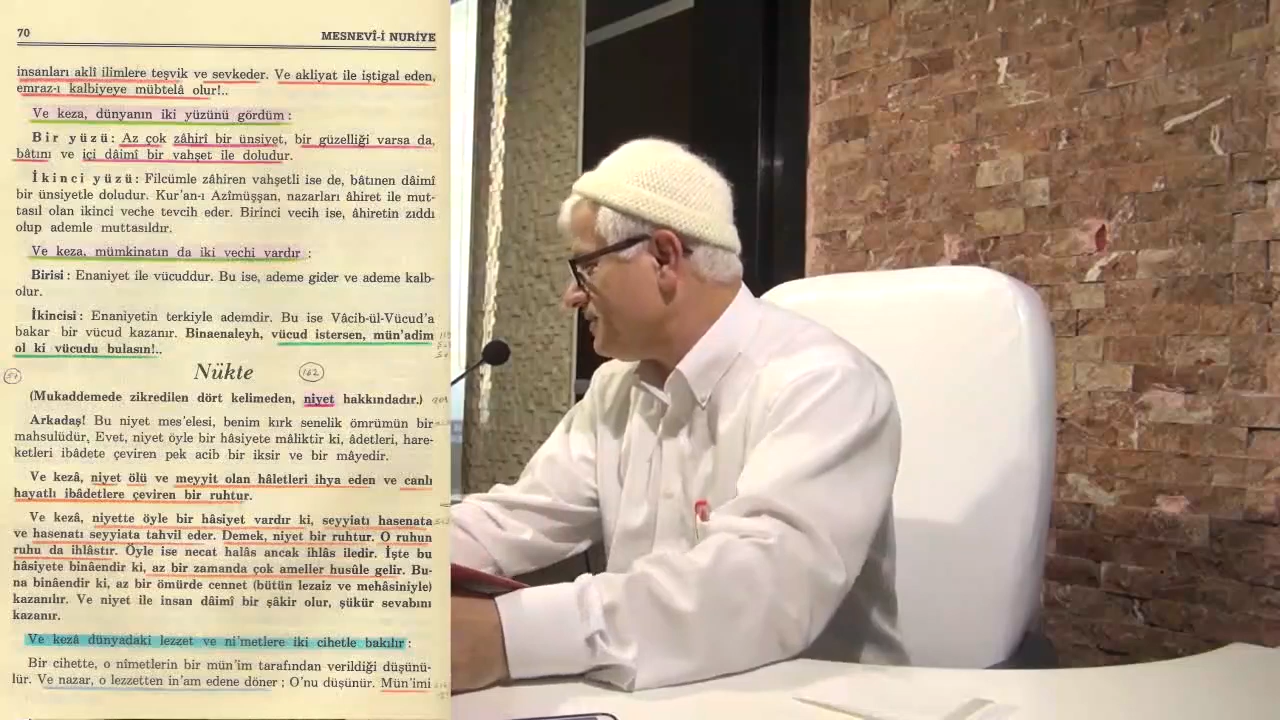 70 MESNEVÎ-İ NURİYE
insanları aklî ilimlere teşvik ve sevkeder. Ve akliyat ile iştigal eden,
emraz-ı kalbiyeye mübtelâ olur!..
Ve keza, dünyanın iki yüzünü gördüm :
Bir yüzü : Az çok zâhirî bir ünsiyet, bir güzelliği varsa da,
bâtını ve içi dâimî bir vahşet ile doludur.
İkinci yüzü : Filcümle zâhiren vahşetli ise de, bâtınen dâimî
bir ünsiyetle doludur. Kur'an-ı Azîmüşşan, nazarları âhiret ile mut-
tasıl olan ikinci veche tevcih eder. Birinci vecih ise, âhiretin zıddı
olup ademle muttasıldır.
Ve keza, mümkinatın da iki vechi vardır :
Birisi : Enaniyet ile vücuddur. Bu ise, ademe gider ve ademe kalb-
olur.
İkincisi : Enaniyetin terkiyle ademdir. Bu ise Vâcib-ül-Vücud'a
bakar bir vücud kazanır. Binaenaleyh, vücud istersen, mün'adim
ol ki vücudu bulasın!..
Nükte 162
57
(Mukaddemede zikredilen dört kelimeden, niyet hakkındadır.)
Arkadaş! Bu niyet mes'elesi, benim kırk senelik ömrümün bir
mahsulüdür, Evet, niyet öyle bir hâsiyete mâliktir ki, âdetleri, hare-
ketleri ibâdete çeviren pek acib bir iksir ve bir mâyedir.
Ve kezâ, niyet ölü ve meyyit olan hâletleri ihya eden ve canlı
hayatlı ibâdetlere çeviren bir ruhtur.
Ve kezâ, niyette öyle bir hâsiyet vardır ki, seyyiatı hasenata
ve hasenatı seyyiata tahvil eder. Demek, niyet bir ruhtur. O ruhun
ruhu da ihlâstır. Öyle ise necat halâs ancak ihlâs iledir. İşte bu
hâsiyete binâendir ki, az bir zamanda çok ameller husûle gelir. Bu-
na binâendir ki, az bir ömürde cennet (bütün lezaiz ve mehâsiniyle)
kazanılır. Ve niyet ile insan dâimî bir şâkir olur, şükür sevabını
kazanır.
Ve kezâ dünyadaki lezzet ve ni'metlere iki cihetle bakılır :
Bir cihette, o nîmetlerin bir mün'im tarafından verildiği düşünü-
lür. Ve nazar, o lezzetten in'am edene döner ; O'nu düşünür. Mün'imi